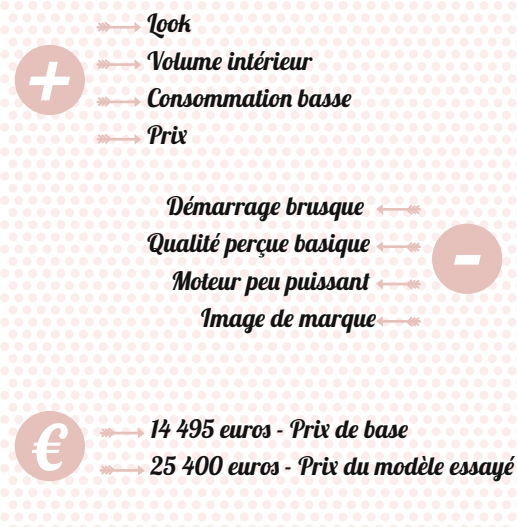 +
Look
Volume intérieur
Consommation basse
Prix
Démarrage brusque
Qualité perçue basique
Moteur peu puissant
Image de marque
-
€
14 495 euros - Prix de base
25 400 euros - Prix du modèle essayé